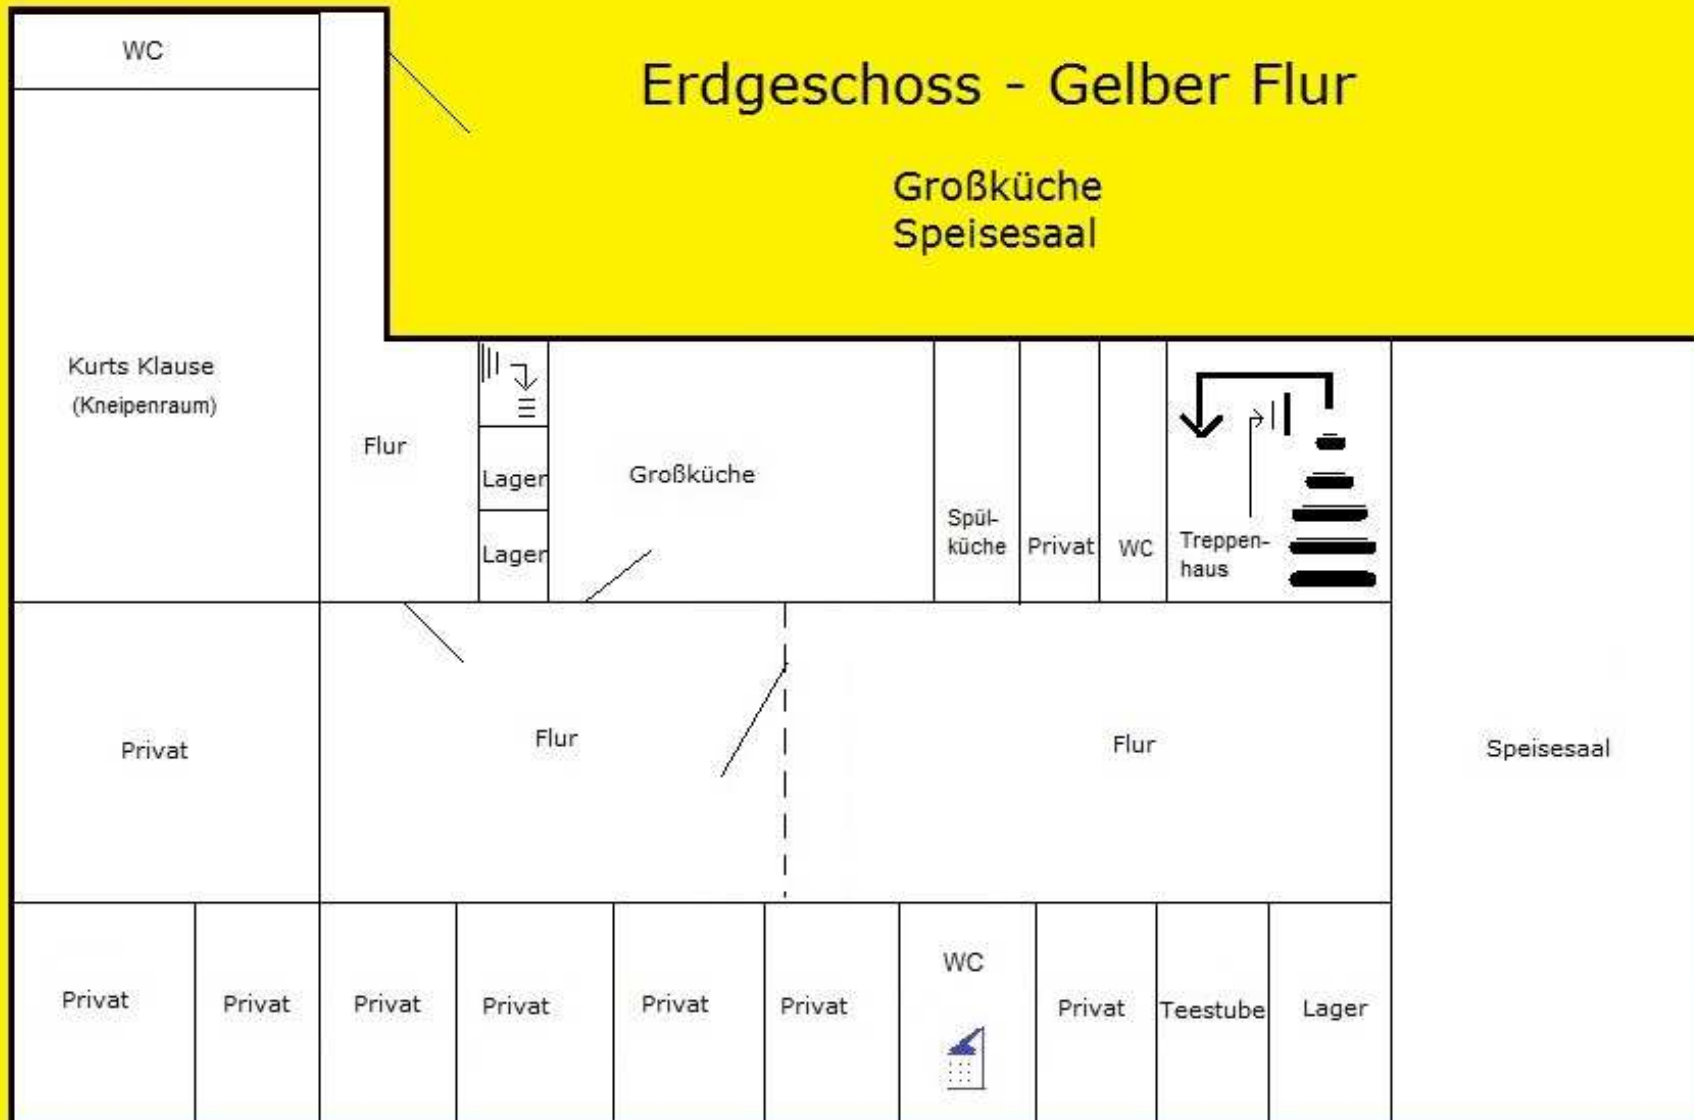 WC
Erdgeschoss - Gelber Flur
Großküche
Speisesaal
Kurts Klause
(Kneipenraum)
Flur
Lager
Lager
Großküche
Spül-
küche
Privat
WC
Treppen-
haus
Privat
Flur
Flur
Speisesaal
Privat
Privat
Privat
Privat
Privat
Privat
WC
Privat
Teestube
Lager